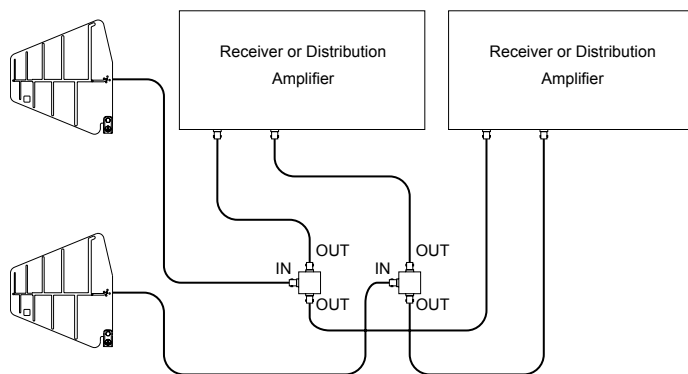 Receiver or Distribution
Amplifier
Receiver or Distribution
Amplifier
OUT
OUT
IN
IN
OUT
OUT